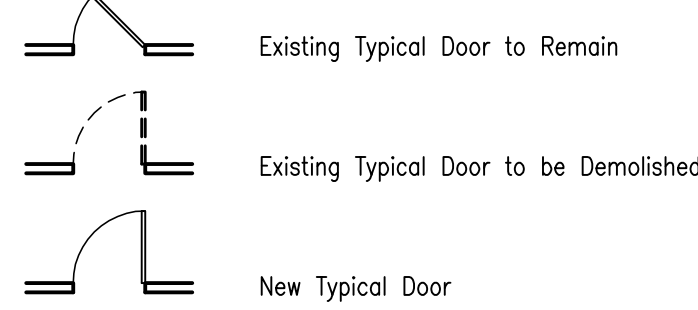 Existing Typical Door to Remain
Existing Typical Door to be Demolished
New Typical Door